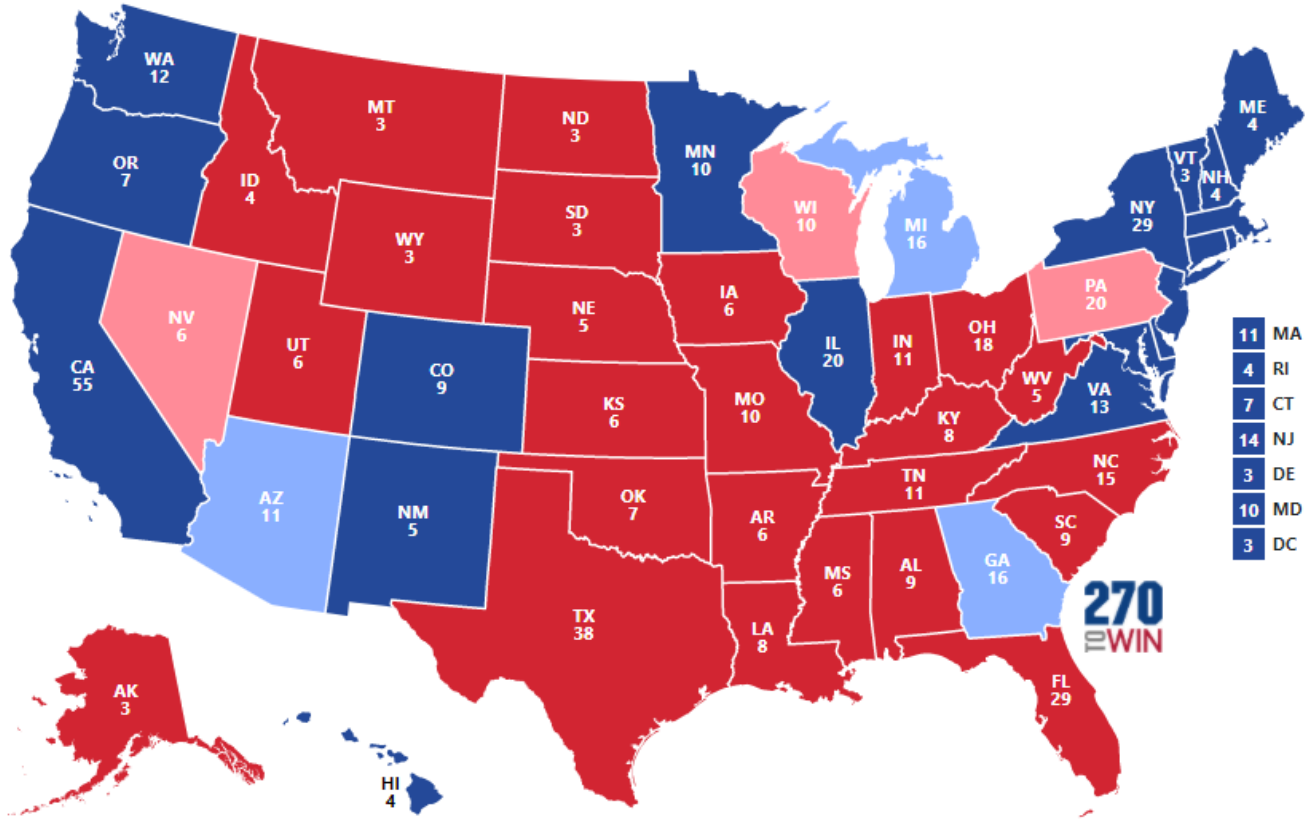 WA
12
OR
7
CA
55
NV
6
ID
4
MT
3
WY
3
UT
6
AZ
11
CO
9
NM
5
ND
3
SD
3
NE
5
KS
6
OK
7
TX
38
MN
10
IA
6
MO
10
AR
6
LA
8
WI
10
IL
20
MI
16
IN
11
OH
18
KY
8
TN
11
MS
6
AL
9
GA
16
FL
29
SC
9
NC
15
VA
13
WV
5
PA
20
NY
29
VT
3
NH
4
ME
4
11 MA
4 RI
7 CT
14 NJ
3 DE
10 MD
3 DC
AK
3
HI
4
270
TO WIN